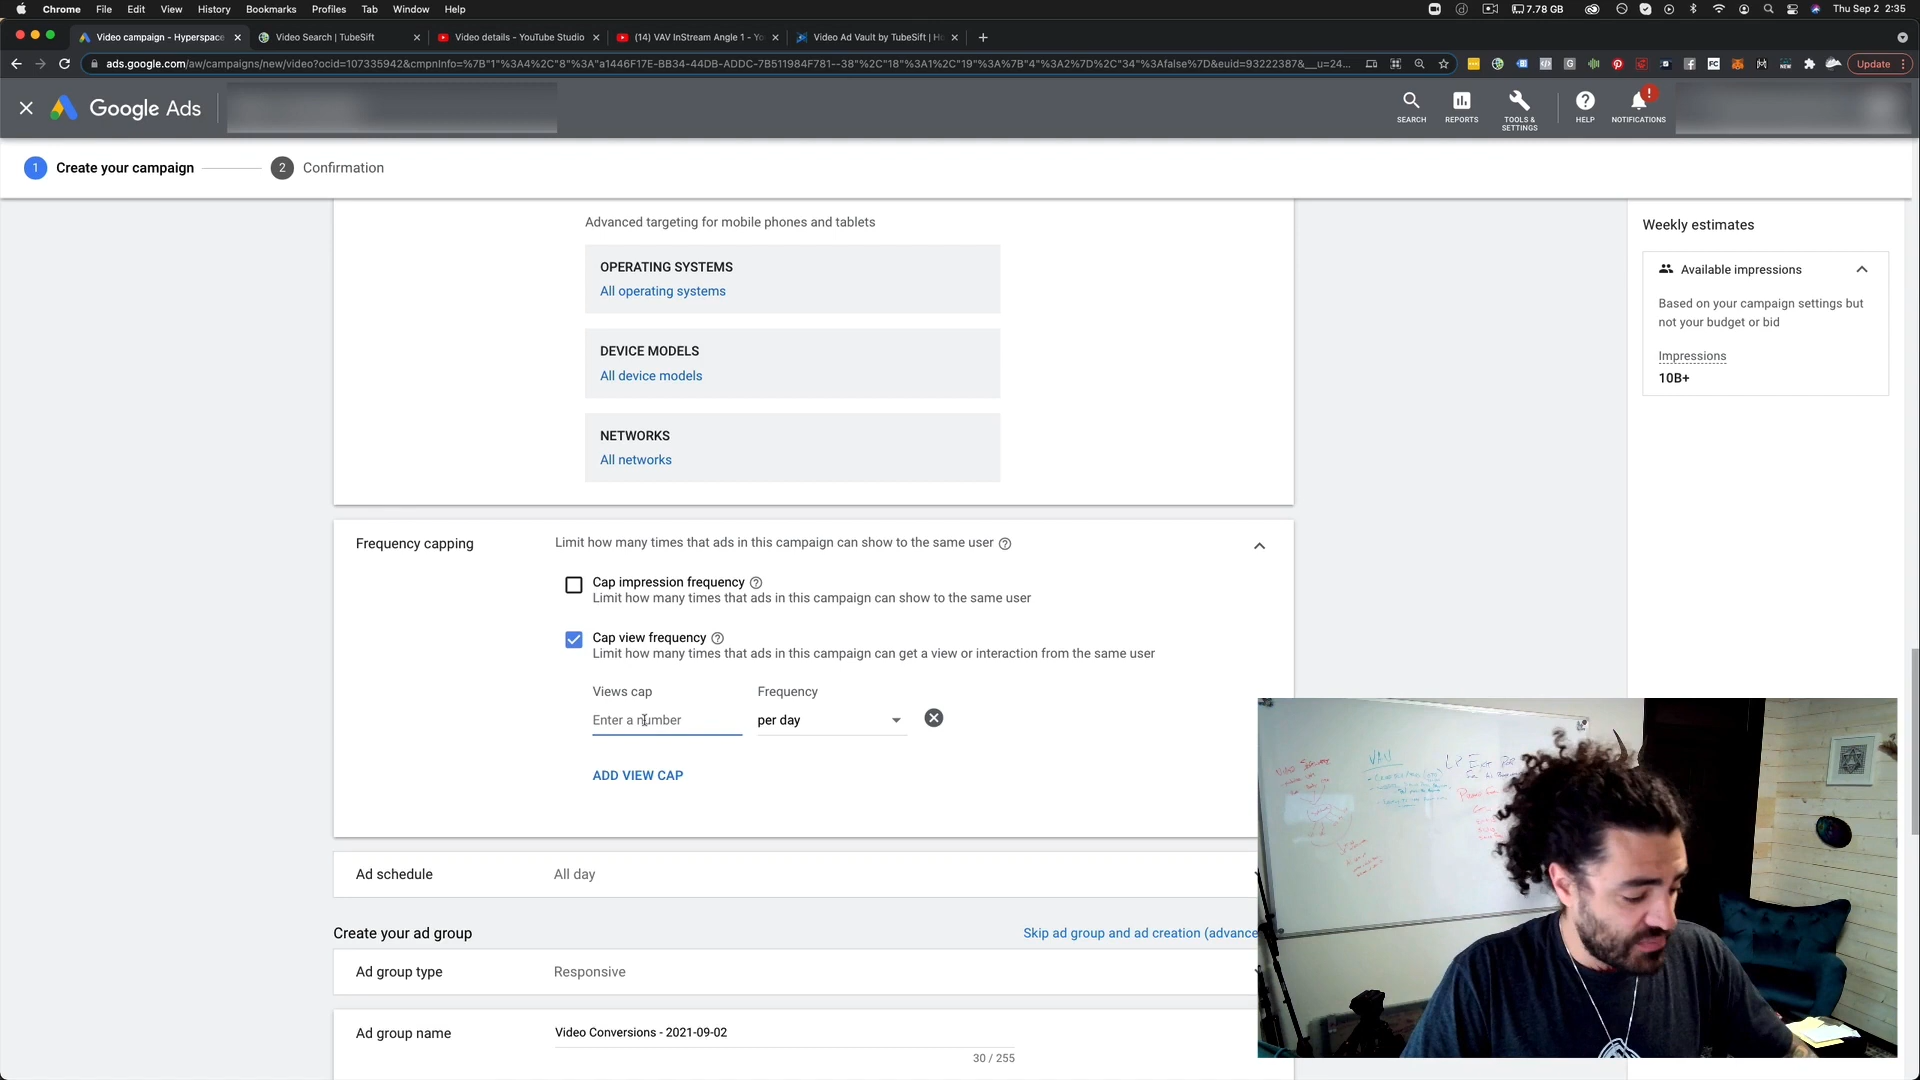 Chrome File Edit View History Bookmarks Profiles Tab Window Help 7.78 GB Thu Sep 2 2:35
Video campaign - Hyperspace Video Search | TubeSift Video details - YouTube Studio (14) VAV InStream Angle 1 - Yo Video Ad Vault by TubeSift | Ho
ads.google.com/aw/campaigns/new/video?ocid=107335942&cmpnInfo=%7B"1"%3A4%2C"8"%3A"a1446F17E-BB34-44DB-ADDC-7B511984F781--38"%2C"18"%3A1%2C"19"%3A%7B"4"%3A2%7D%2C"34"%3Afalse%7D&euid=93222387&__u=24... Update
Google Ads
SEARCH REPORTS TOOLS & SETTINGS HELP NOTIFICATIONS
1 Create your campaign 2 Confirmation
Advanced targeting for mobile phones and tablets
OPERATING SYSTEMS
All operating systems
DEVICE MODELS
All device models
NETWORKS
All networks
Weekly estimates
Available impressions
Based on your campaign settings but
not your budget or bid
Impressions
10B+
Frequency capping Limit how many times that ads in this campaign can show to the same user
Cap impression frequency
Limit how many times that ads in this campaign can show to the same user
Cap view frequency
Limit how many times that ads in this campaign can get a view or interaction from the same user
Views cap Frequency
Enter a number per day
ADD VIEW CAP
Ad schedule All day
Create your ad group Skip ad group and ad creation (advance
Ad group type Responsive
Ad group name Video Conversions - 2021-09-02
30 / 255
VAV